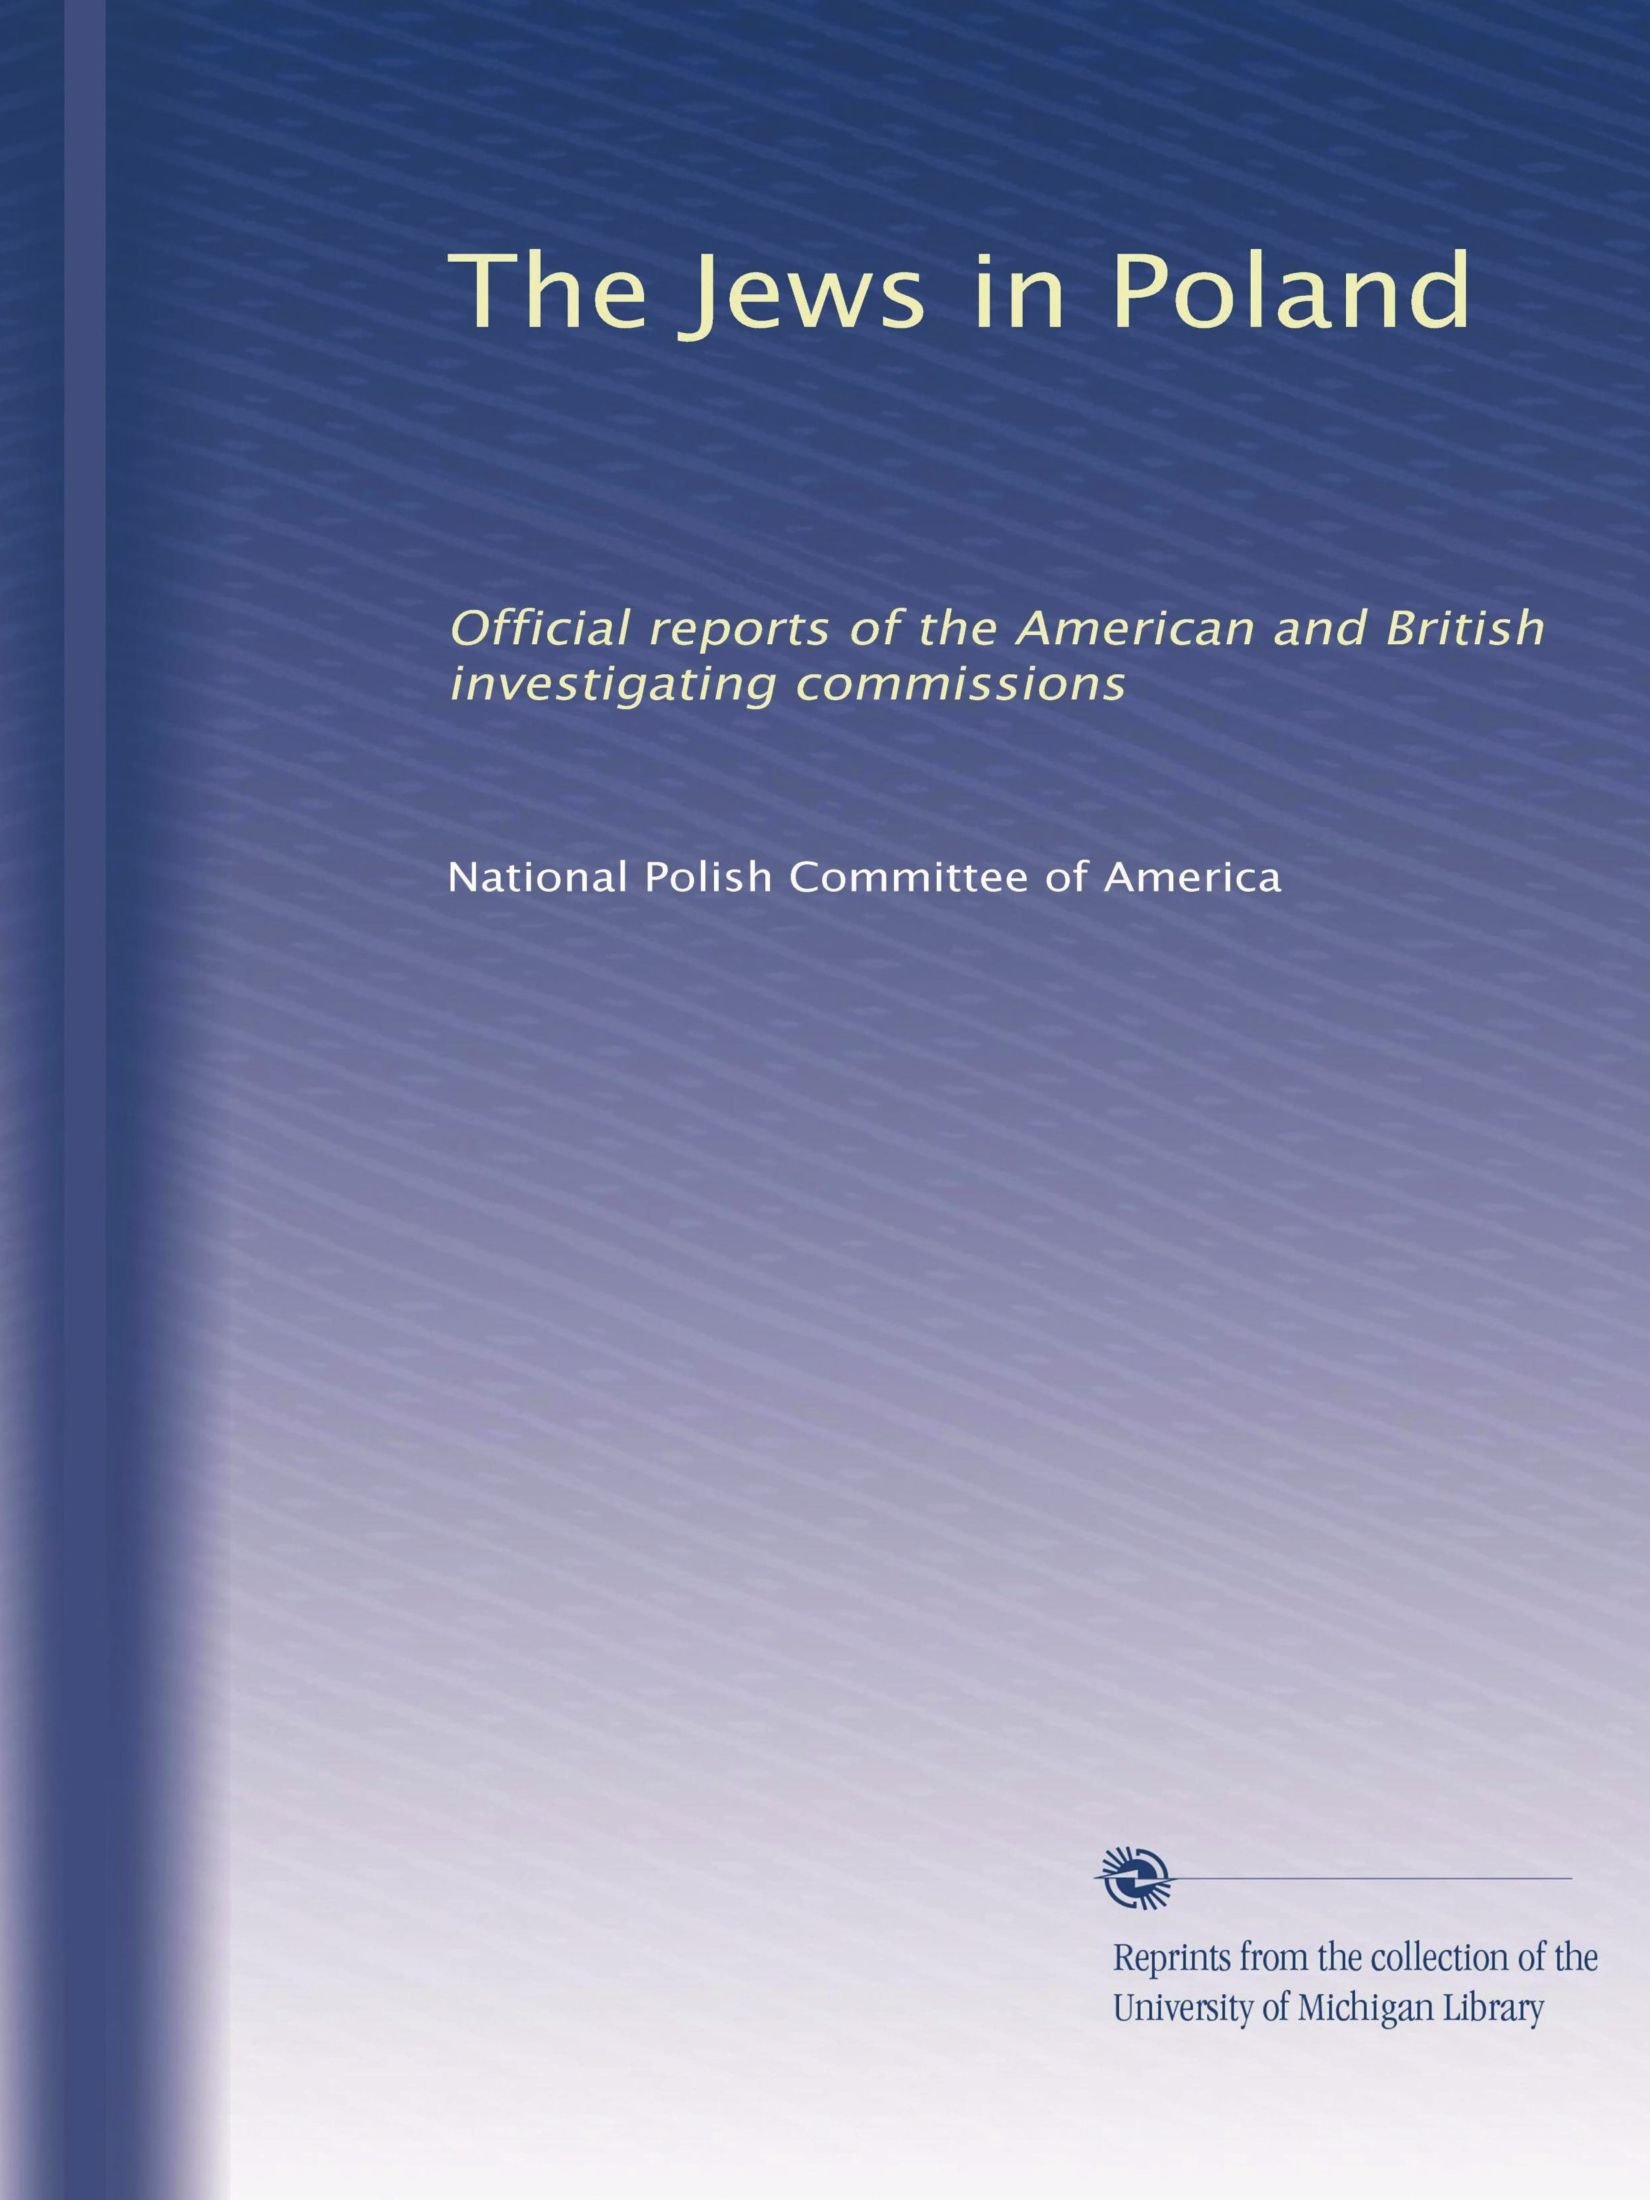 The Jews in Poland
Official reports of the American and British
investigating commissions
National Polish Committee of America
Reprints from the collection of the
University of Michigan Library